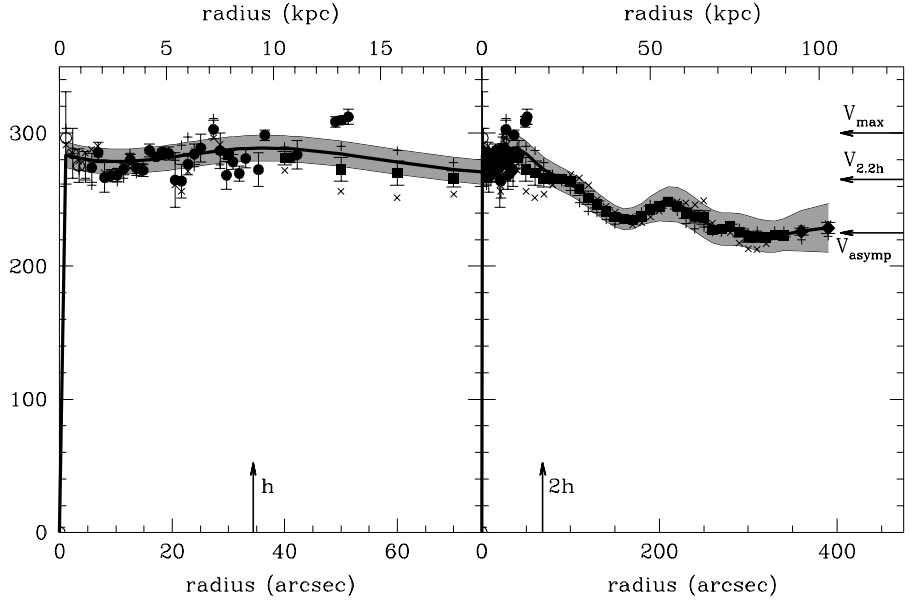 radius (kpc) radius (kpc)
0 5 10 15 0 50 100
300
200
100
0
V_max
V_2.2h
V_asymp
h
2h
0 20 40 60 0 200 400
radius (arcsec) radius (arcsec)